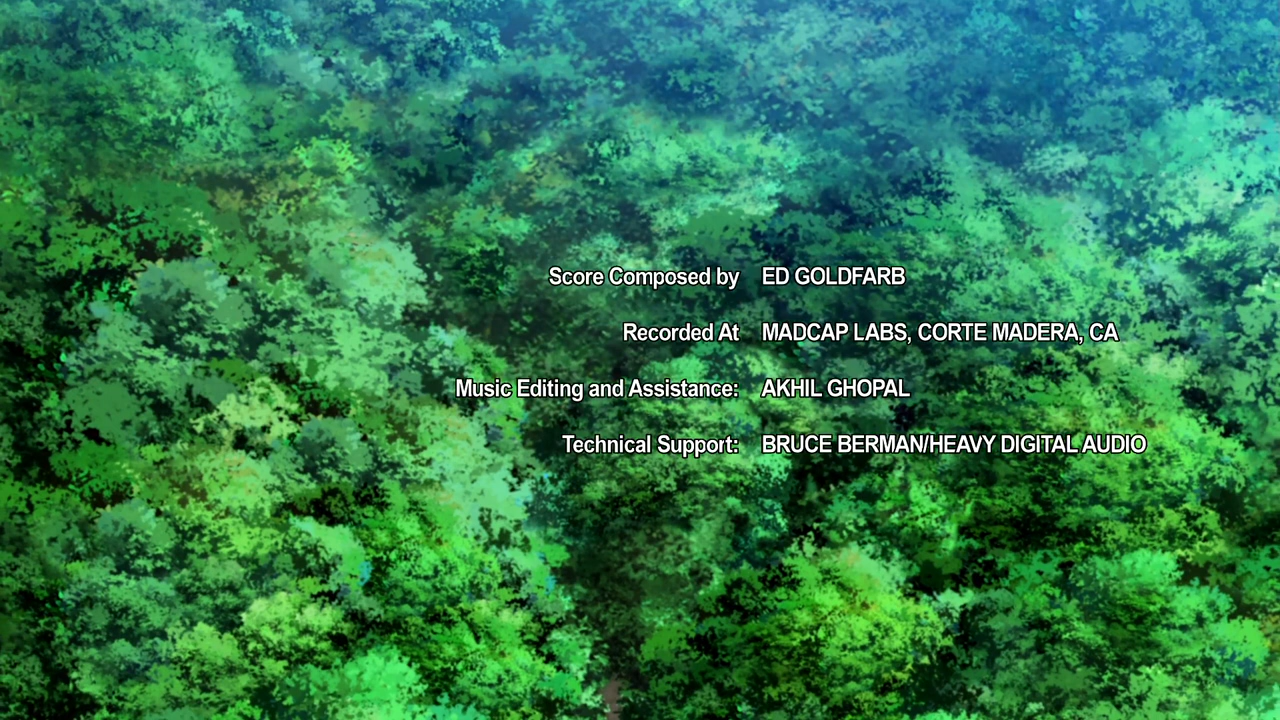 Score Composed by ED GOLDFARB
Recorded At MADCAP LABS, CORTE MADERA, CA
Music Editing and Assistance: AKHIL GHOPAL
Technical Support: BRUCE BERMAN/HEAVY DIGITAL AUDIO